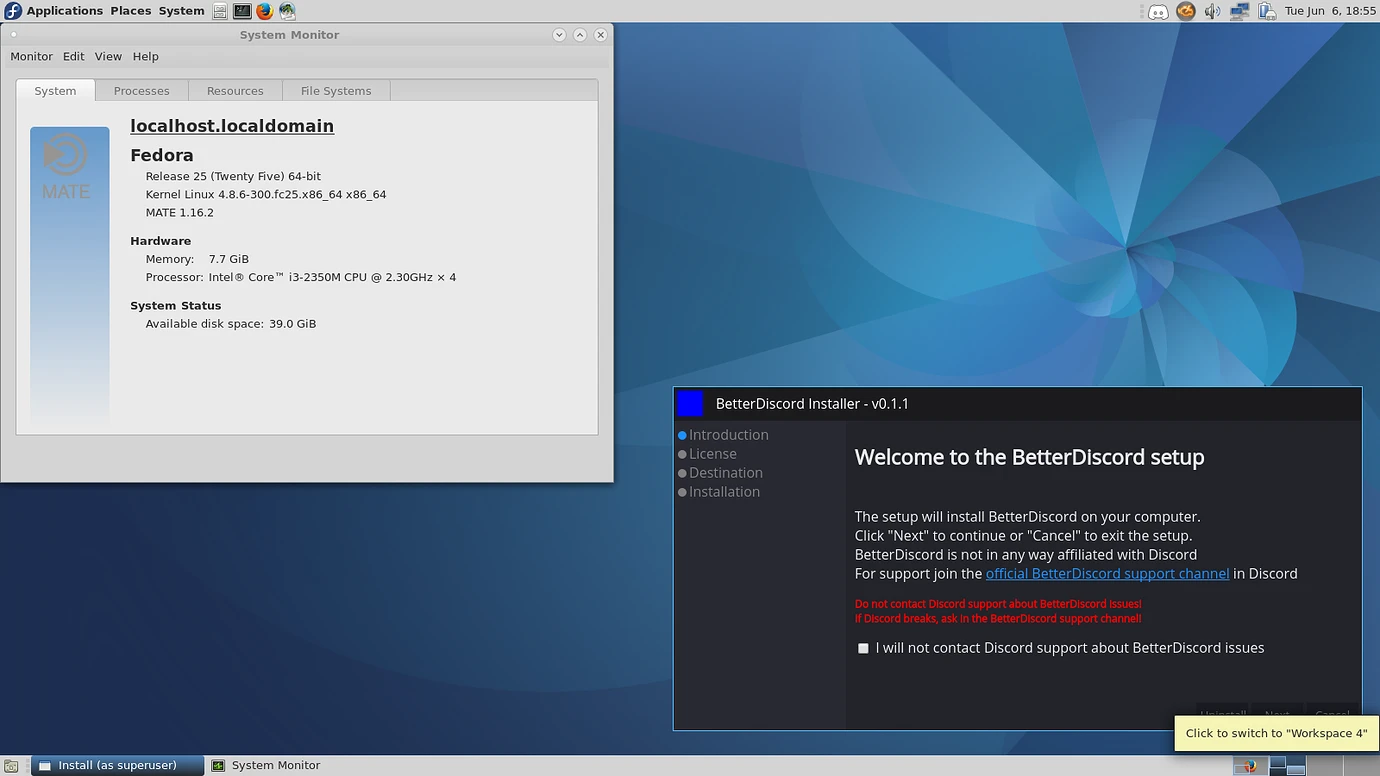 Applications Places System
Tue Jun 6, 18:55
System Monitor
Monitor Edit View Help
System Processes Resources File Systems
MATE
localhost.localdomain
Fedora
Release 25 (Twenty Five) 64-bit
Kernel Linux 4.8.6-300.fc25.x86_64 x86_64
MATE 1.16.2
Hardware
Memory: 7.7 GiB
Processor: Intel® Core™ i3-2350M CPU @ 2.30GHz × 4
System Status
Available disk space: 39.0 GiB
BetterDiscord Installer - v0.1.1
Introduction
License
Destination
Installation
Welcome to the BetterDiscord setup
The setup will install BetterDiscord on your computer.
Click "Next" to continue or "Cancel" to exit the setup.
BetterDiscord is not in any way affiliated with Discord
For support join the official BetterDiscord support channel in Discord
Do not contact Discord support about BetterDiscord issues!
If Discord breaks, ask in the BetterDiscord support channel!
I will not contact Discord support about BetterDiscord issues
Uninstall Next Cancel
Click to switch to "Workspace 4"
Install (as superuser)
System Monitor